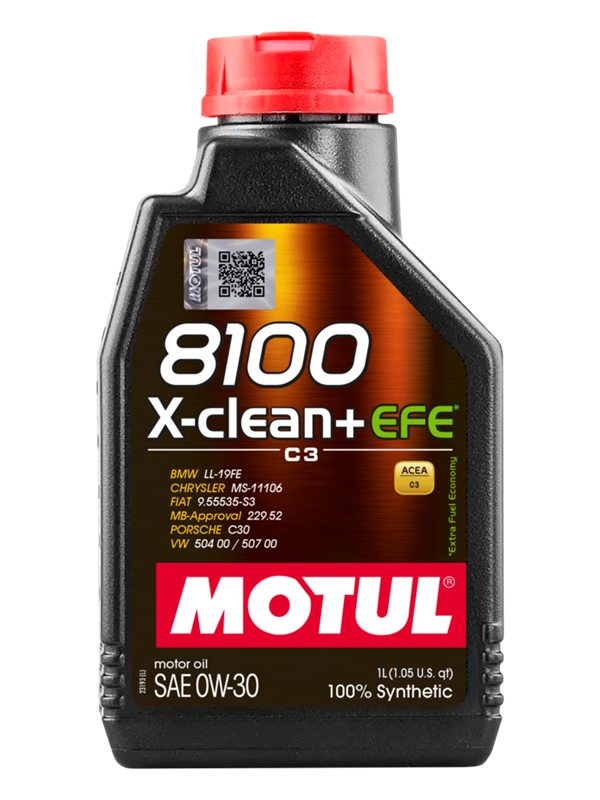 MOTUL
8100
X-clean+ EFE*
C3
BMW LL-19FE
CHRYSLER MS-11106
FIAT 9.55535-S3
MB-Approval 229.52
PORSCHE C30
VW 504 00 / 507 00
ACEA
C3
*Extra Fuel Economy
MOTUL®
motor oil
SAE 0W-30
1L (1.05 U.S. qt)
100% Synthetic